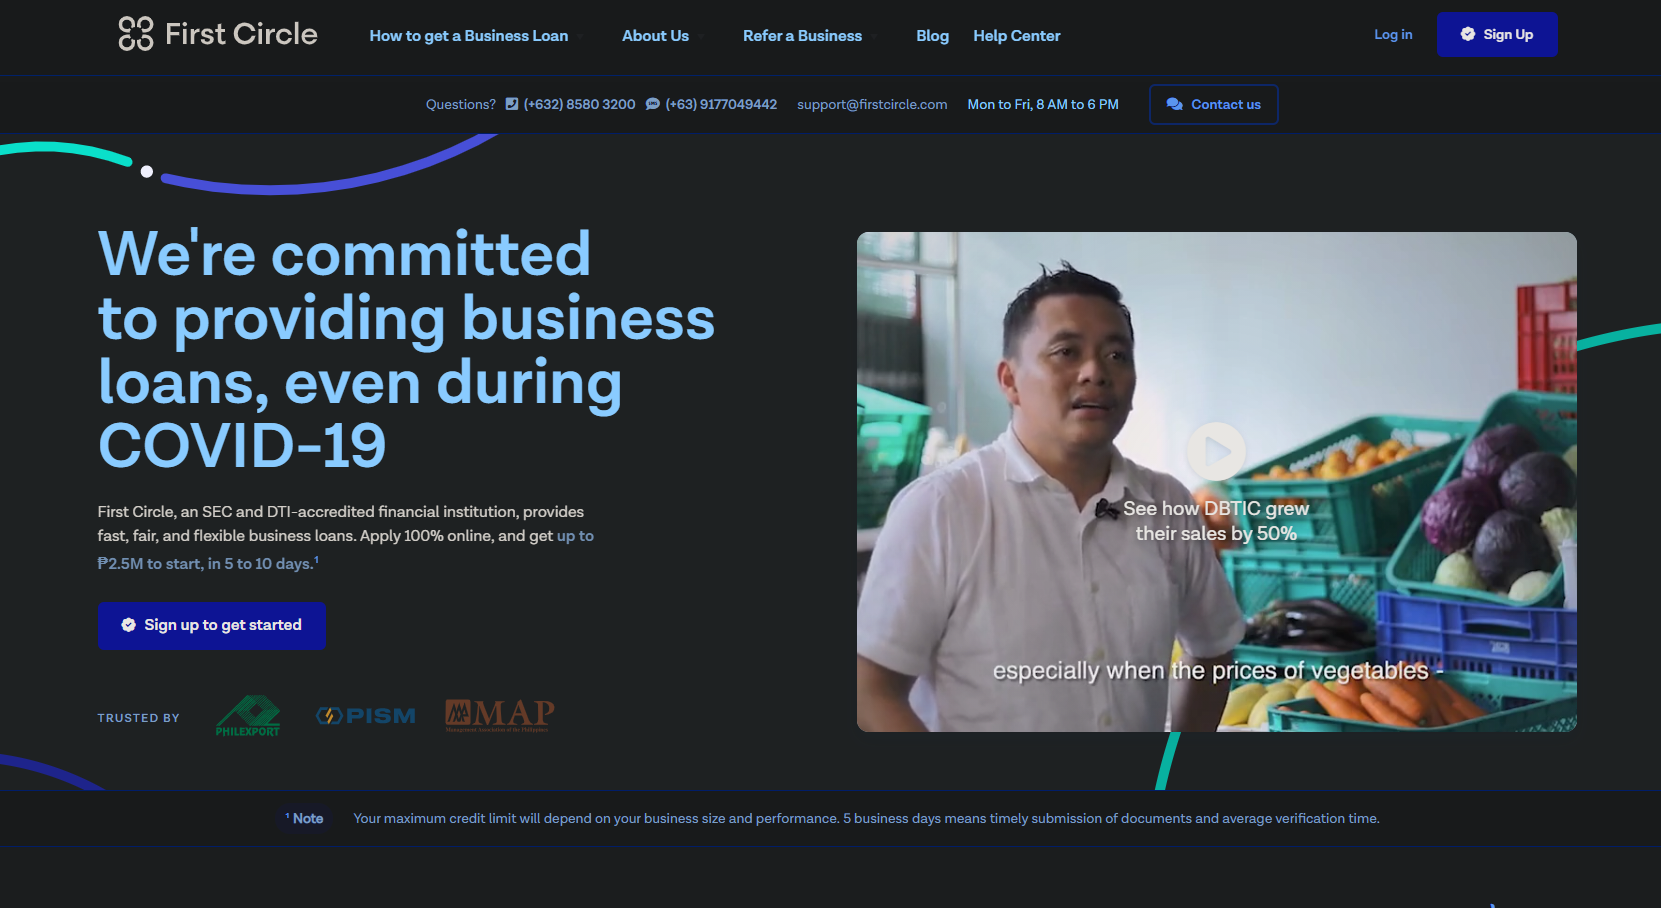 First Circle
How to get a Business Loan
About Us
Refer a Business
Blog
Help Center
Log in
Sign Up
Questions? (+632) 8580 3200 (+63) 9177049442 support@firstcircle.com Mon to Fri, 8 AM to 6 PM
Contact us
We're committed
to providing business
loans, even during
COVID-19
First Circle, an SEC and DTI-accredited financial institution, provides
fast, fair, and flexible business loans. Apply 100% online, and get up to
₱2.5M to start, in 5 to 10 days.¹
Sign up to get started
See how DBTIC grew
their sales by 50%
especially when the prices of vegetables -
TRUSTED BY
PHILEXPORT
PISM
MAP
Management Association of the Philippines
¹ Note
Your maximum credit limit will depend on your business size and performance. 5 business days means timely submission of documents and average verification time.